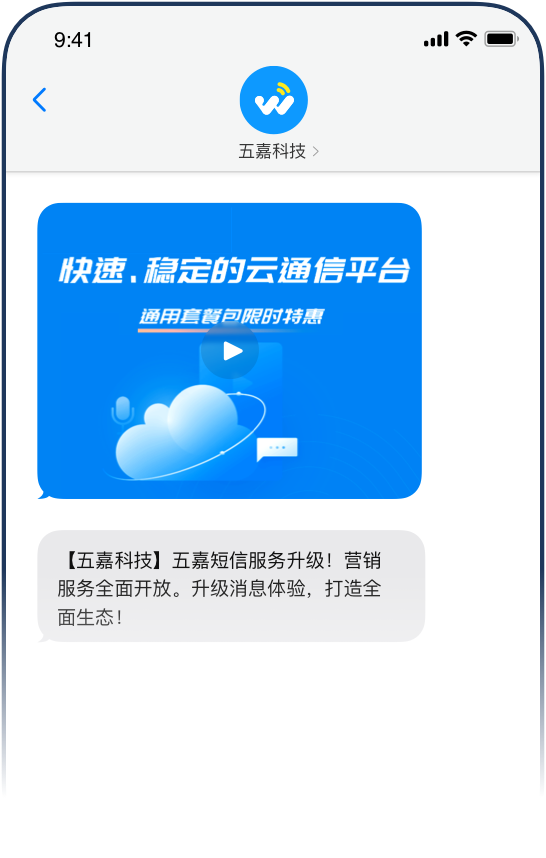 9:41
五嘉科技
快速、稳定的云通信平台
通用套餐包限时特惠
【五嘉科技】五嘉短信服务升级！营销
服务全面开放。升级消息体验，打造全
面生态！